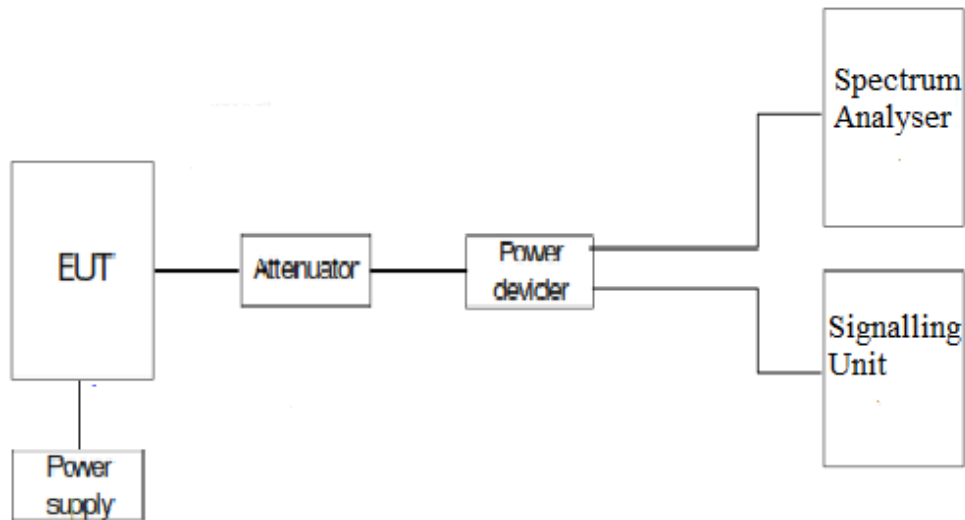 Spectrum
Analyser
EUT
Attenuator
Power
devider
Signalling
Unit
Power
supply